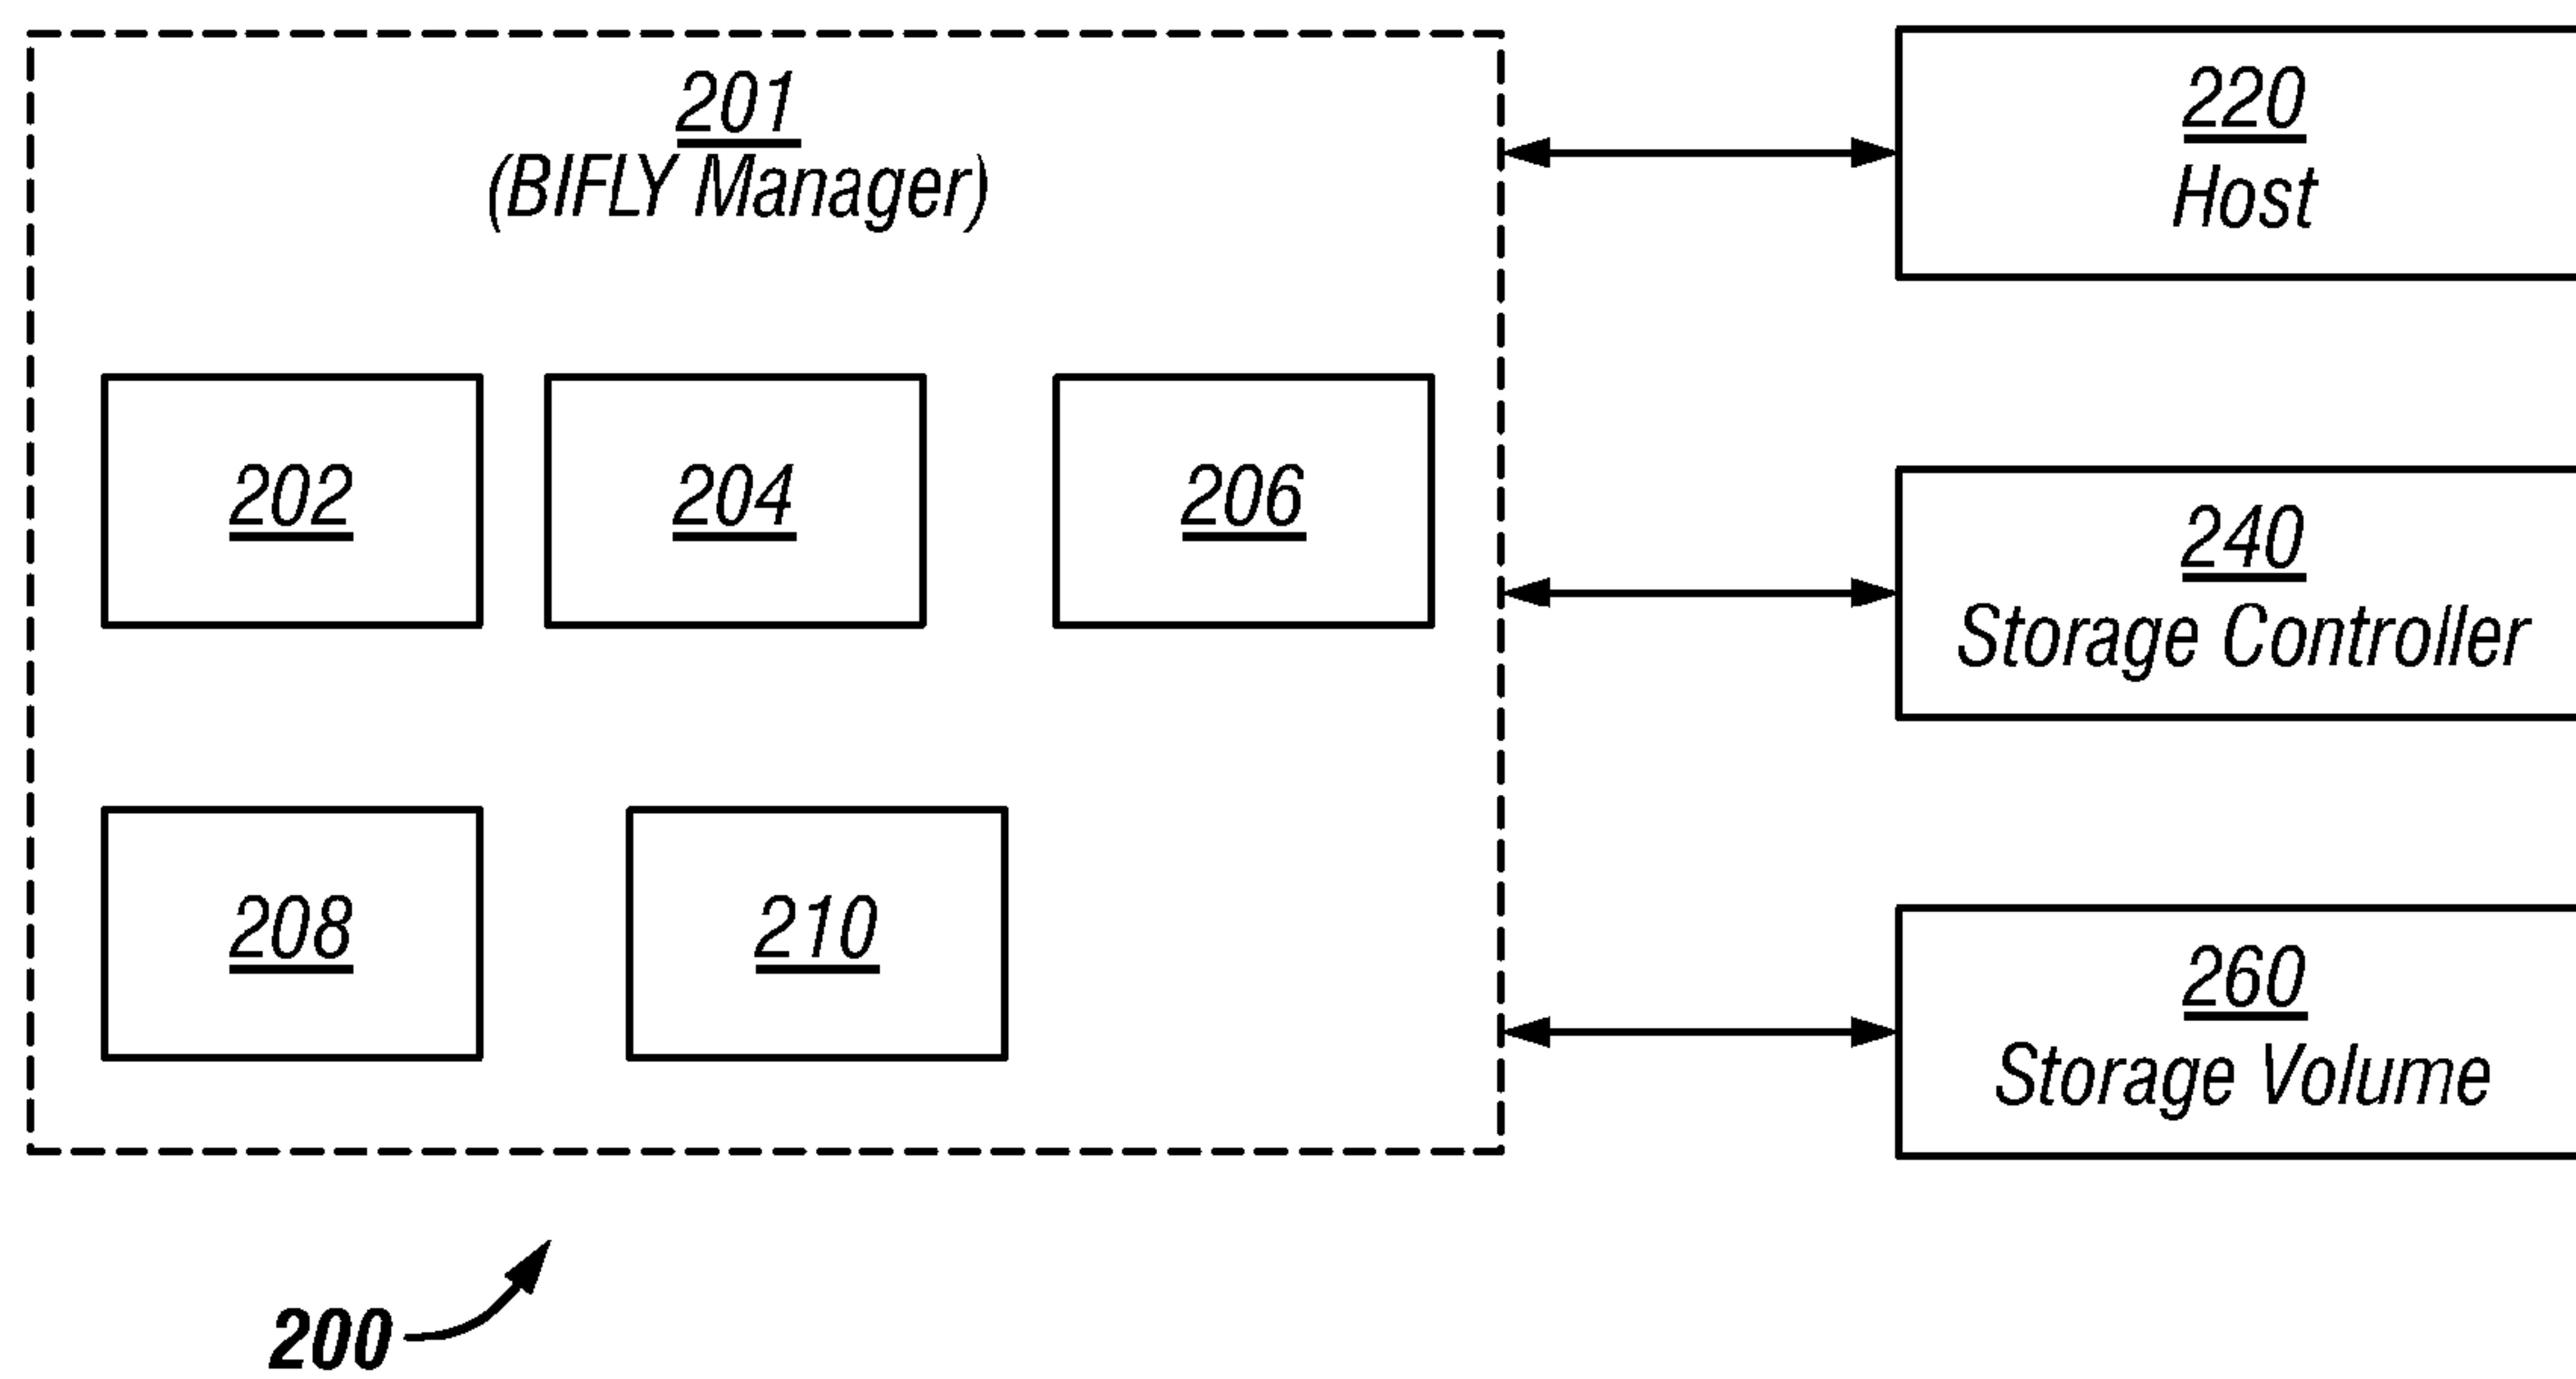 201
(BIFLY Manager)
220
Host
202
204
206
240
Storage Controller
208
210
260
Storage Volume
200